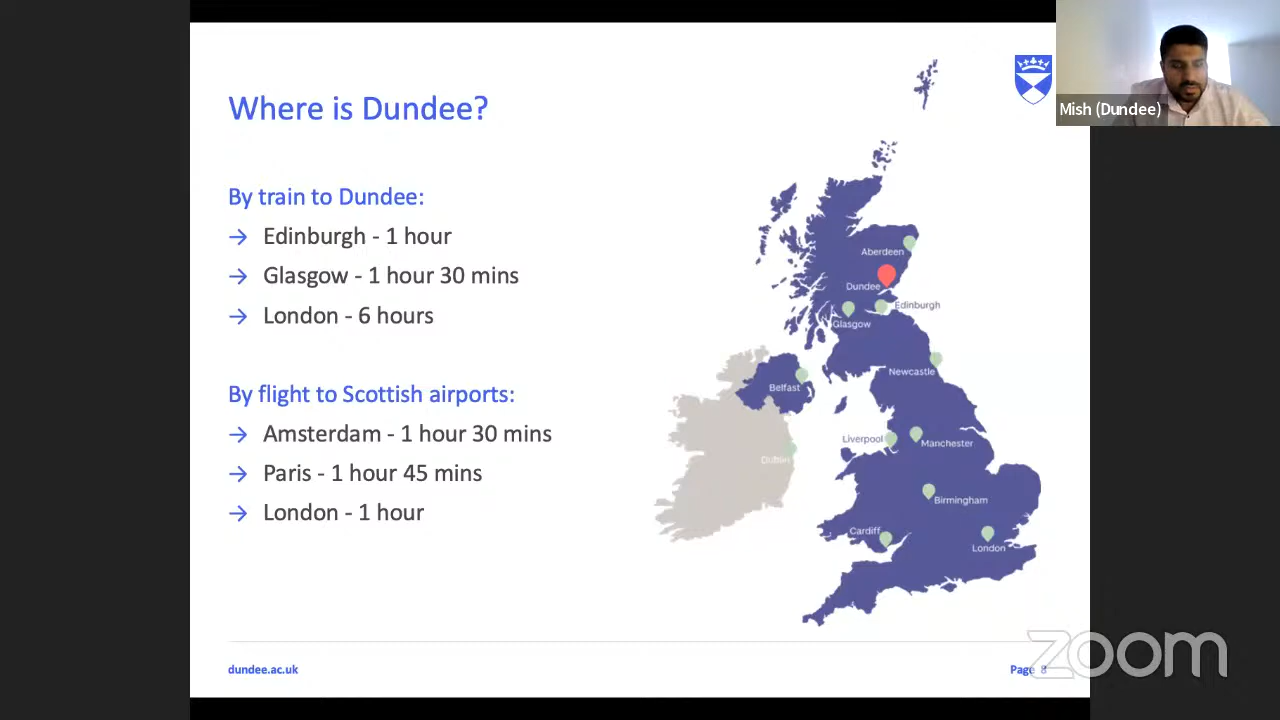 Where is Dundee?
By train to Dundee:
→ Edinburgh - 1 hour
→ Glasgow - 1 hour 30 mins
→ London - 6 hours
By flight to Scottish airports:
→ Amsterdam - 1 hour 30 mins
→ Paris - 1 hour 45 mins
→ London - 1 hour
Aberdeen
Dundee
Edinburgh
Glasgow
Newcastle
Belfast
Liverpool
Manchester
Dublin
Birmingham
Cardiff
London
dundee.ac.uk
Page 8
Mish (Dundee)
zoom